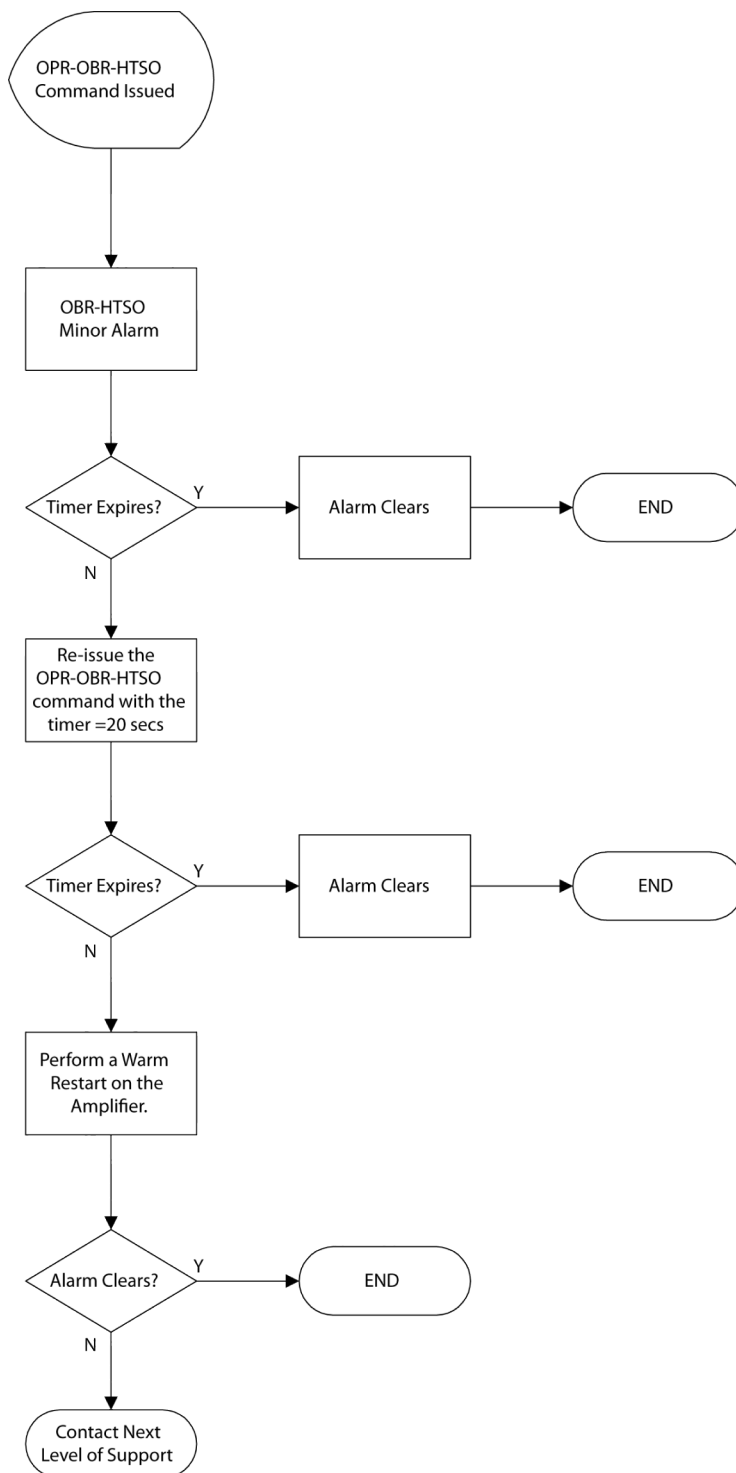 OPR-OBR-HTSO
Command Issued
OBR-HTSO
Minor Alarm
Timer Expires?
Y
Alarm Clears
END
N
Re-issue the
OPR-OBR-HTSO
command with the
timer =20 secs
Timer Expires?
Y
Alarm Clears
END
N
Perform a Warm
Restart on the
Amplifier.
Alarm Clears?
Y
END
N
Contact Next
Level of Support